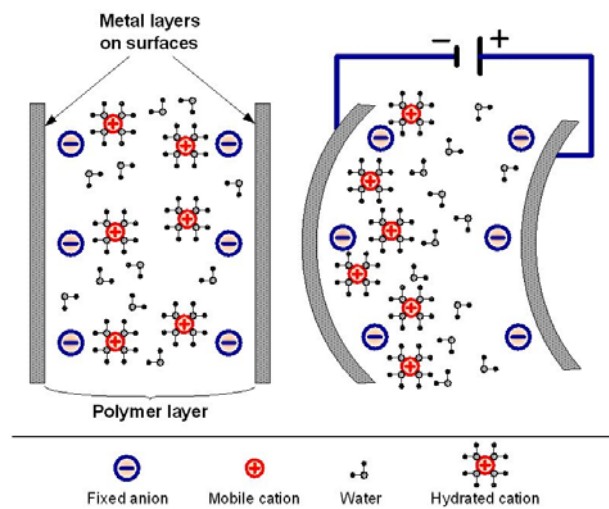 Metal layers
on surfaces
− +
Polymer layer
Fixed anion
Mobile cation
Water
Hydrated cation